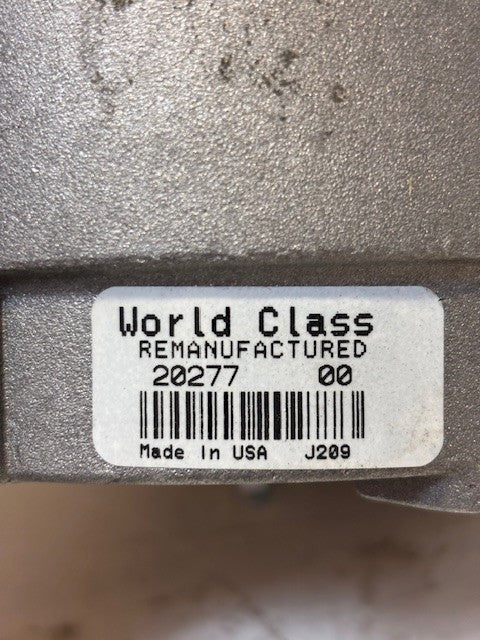 World Class
REMANUFACTURED
20277 00
Made In USA J209